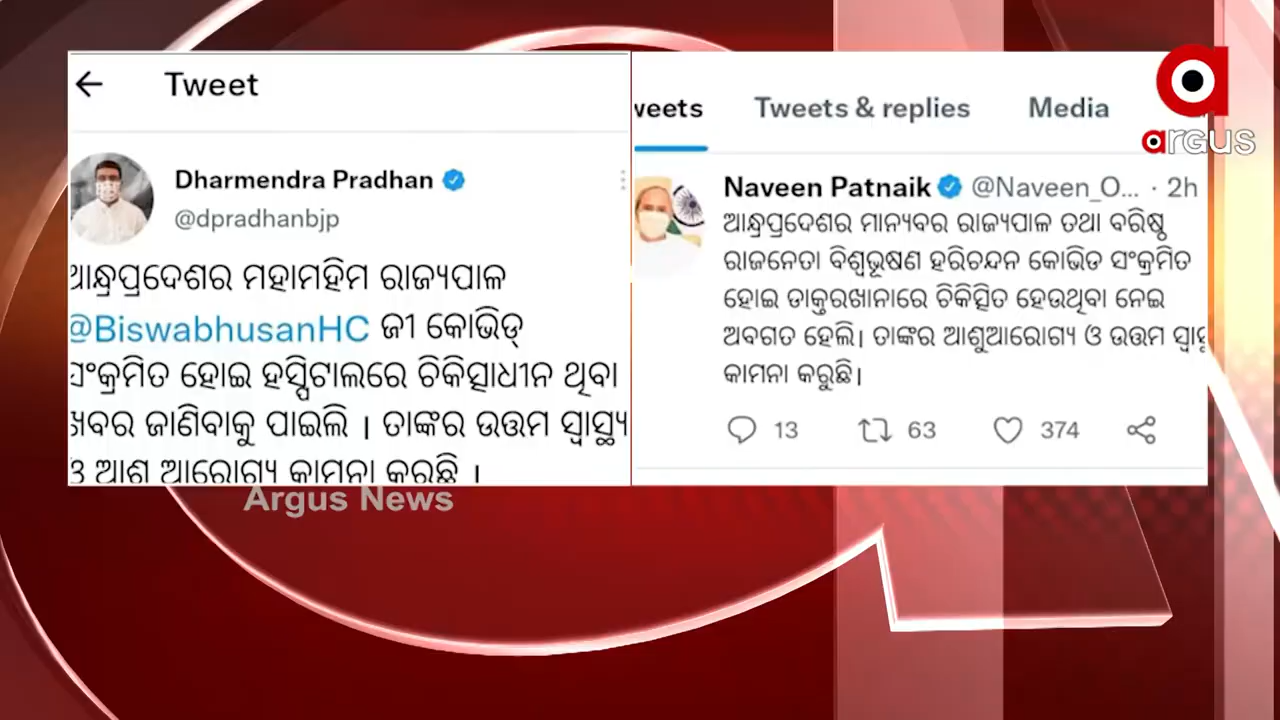 Tweet
Dharmendra Pradhan
@dpradhanbjp
ଆନ୍ଧ୍ରପ୍ରଦେଶର ମହାମହିମ ରାଜ୍ୟପାଳ
@BiswabhusanHC ଜୀ କୋଭିଡ୍
ସଂକ୍ରମିତ ହୋଇ ହସ୍ପିଟାଲରେ ଚିକିତ୍ସାଧୀନ ଥିବା
ଖବର ଜାଣିବାକୁ ପାଇଲି । ତାଙ୍କର ଉତ୍ତମ ସ୍ୱାସ୍ଥ୍ୟ
ଓ ଆଶ ଆରୋଗ୍ୟ କାମନା କରୁଛି ।
weets Tweets & replies Media
Naveen Patnaik @Naveen_O... · 2h
ଆନ୍ଧ୍ରପ୍ରଦେଶର ମାନ୍ୟବର ରାଜ୍ୟପାଳ ତଥା ବରିଷ୍ଠ
ରାଜନେତା ବିଶ୍ୱଭୂଷଣ ହରିଚନ୍ଦନ କୋଭିଡ ସଂକ୍ରମିତ
ହୋଇ ଡାକ୍ତରଖାନାରେ ଚିକିତ୍ସିତ ହେଉଥିବା ନେଇ
ଅବଗତ ହେଲି। ତାଙ୍କର ଆଶୁଆରୋଗ୍ୟ ଓ ଉତ୍ତମ
କାମନା କରୁଛି।
13 63 374
argus
Argus News